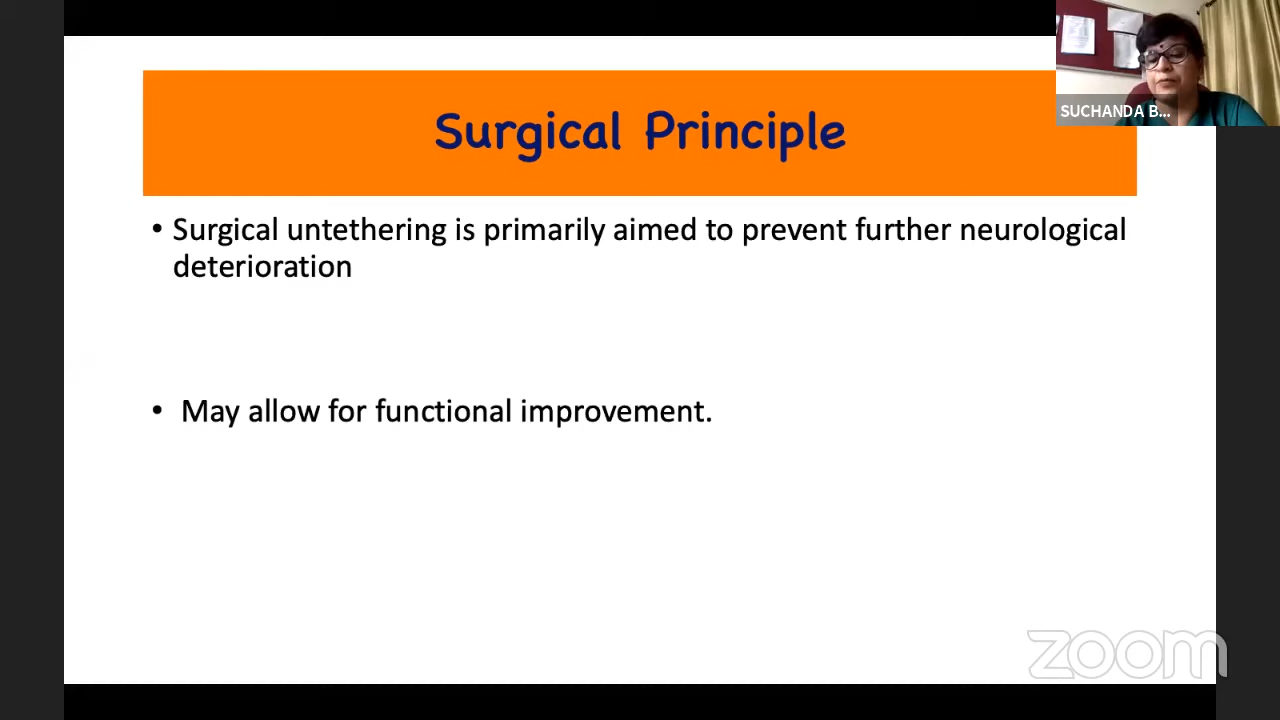 Surgical Principle
SUCHANDA B...
• Surgical untethering is primarily aimed to prevent further neurological
deterioration
• May allow for functional improvement.
zoom